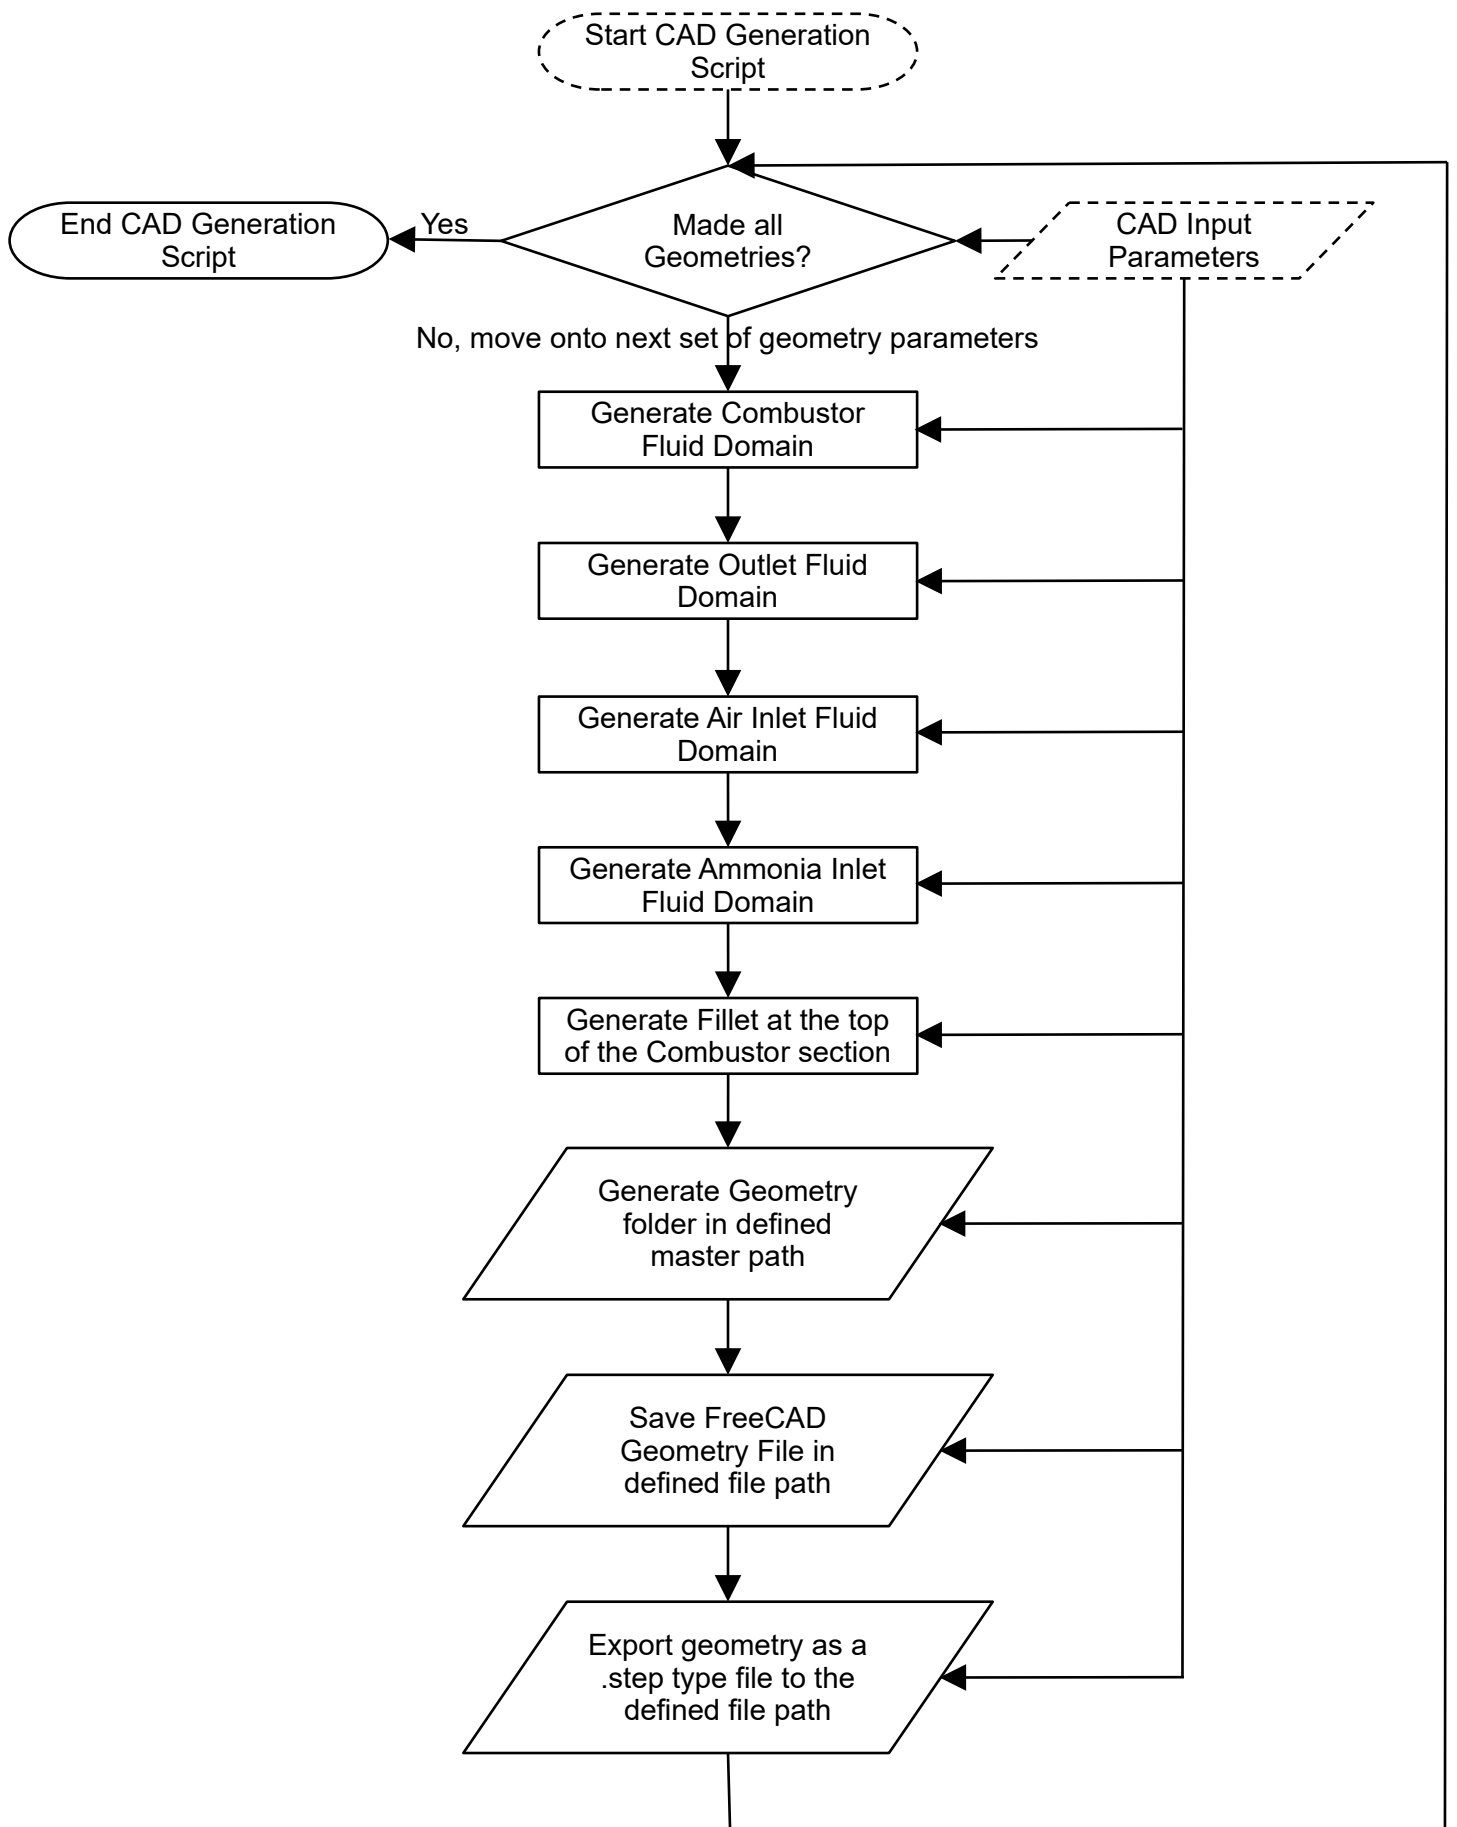 Start CAD Generation
Script
End CAD Generation
Script
Yes
Made all
Geometries?
CAD Input
Parameters
No, move onto next set of geometry parameters
Generate Combustor
Fluid Domain
Generate Outlet Fluid
Domain
Generate Air Inlet Fluid
Domain
Generate Ammonia Inlet
Fluid Domain
Generate Fillet at the top
of the Combustor section
Generate Geometry
folder in defined
master path
Save FreeCAD
Geometry File in
defined file path
Export geometry as a
.step type file to the
defined file path